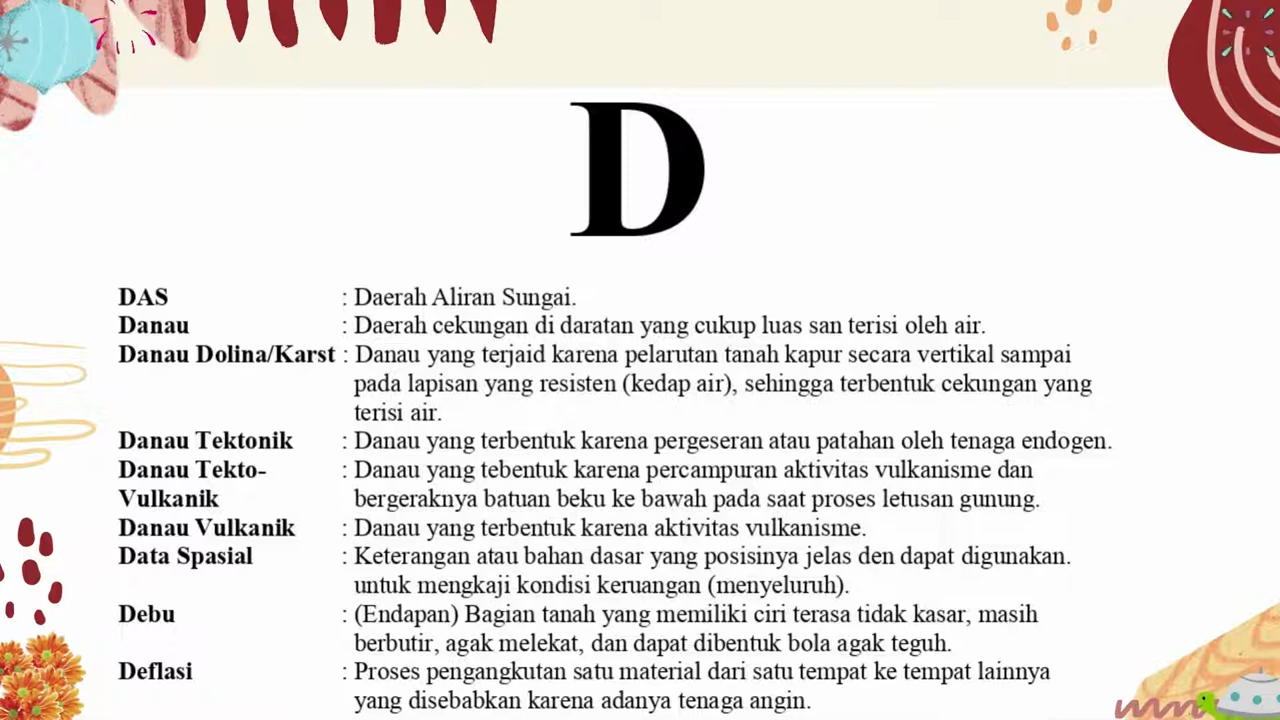 D
DAS : Daerah Aliran Sungai.
Danau : Daerah cekungan di daratan yang cukup luas san terisi oleh air.
Danau Dolina/Karst : Danau yang terjaid karena pelarutan tanah kapur secara vertikal sampai
pada lapisan yang resisten (kedap air), sehingga terbentuk cekungan yang
terisi air.
Danau Tektonik : Danau yang terbentuk karena pergeseran atau patahan oleh tenaga endogen.
Danau Tekto- : Danau yang tebentuk karena percampuran aktivitas vulkanisme dan
Vulkanik bergeraknya batuan beku ke bawah pada saat proses letusan gunung.
Danau Vulkanik : Danau yang terbentuk karena aktivitas vulkanisme.
Data Spasial : Keterangan atau bahan dasar yang posisinya jelas den dapat digunakan.
untuk mengkaji kondisi keruangan (menyeluruh).
Debu : (Endapan) Bagian tanah yang memiliki ciri terasa tidak kasar, masih
berbutir, agak melekat, dan dapat dibentuk bola agak teguh.
Deflasi : Proses pengangkutan satu material dari satu tempat ke tempat lainnya
yang disebabkan karena adanya tenaga angin.